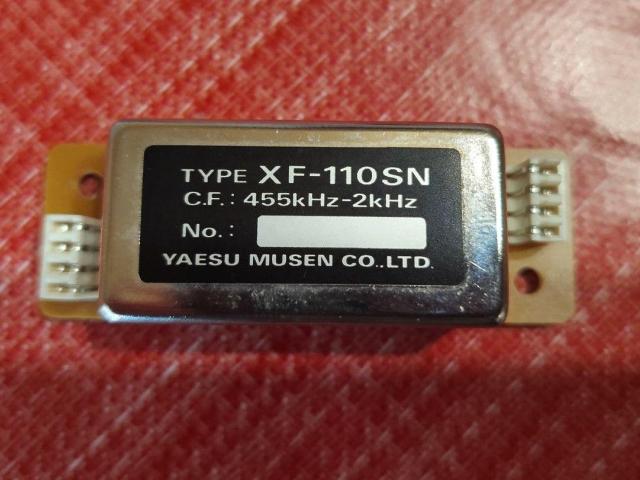 TYPE XF-110SN
C.F.: 455kHz-2kHz
No.:
YAESU MUSEN CO.,LTD.